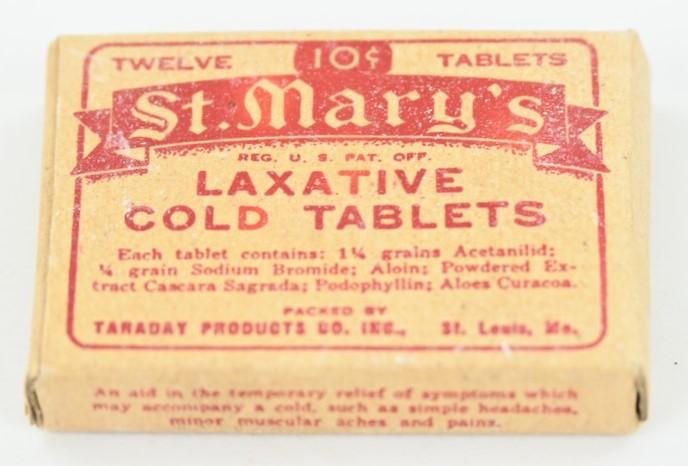 TWELVE 10¢ TABLETS
St. Mary's
REG. U. S. PAT. OFF.
LAXATIVE
COLD TABLETS
Each tablet contains: 1¼ grains Acetanilid;
¼ grain Sodium Bromide; Aloin; Powdered Ex-
tract Cascara Sagrada; Podophyllin; Aloes Curacoa.
PACKED BY
TARADAY PRODUCTS CO. INC., St. Louis, Mo.
An aid in the temporary relief of symptoms which
may accompany a cold, such as simple headaches,
minor muscular aches and pains.